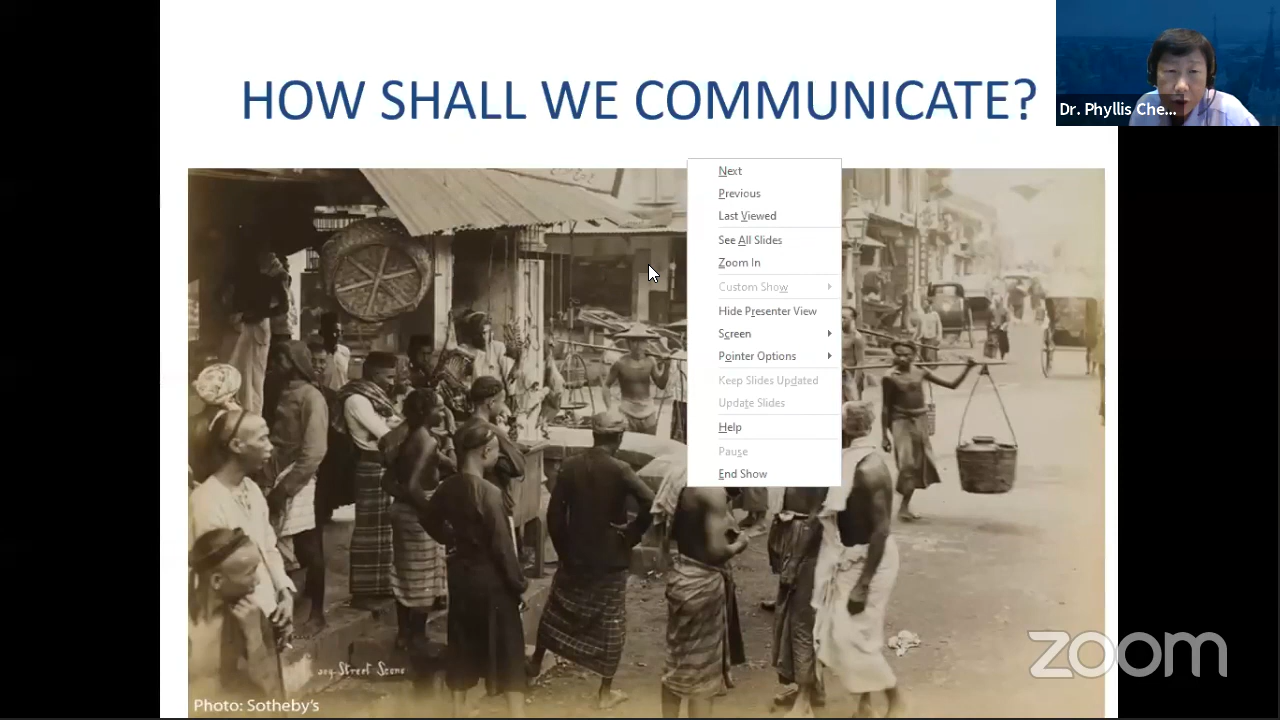 HOW SHALL WE COMMUNICATE?
Dr. Phyllis Che...
Next
Previous
Last Viewed
See All Slides
Zoom In
Custom Show
Hide Presenter View
Screen
Pointer Options
Keep Slides Updated
Update Slides
Help
Pause
End Show
Street Scene
Photo: Sotheby's
zoom